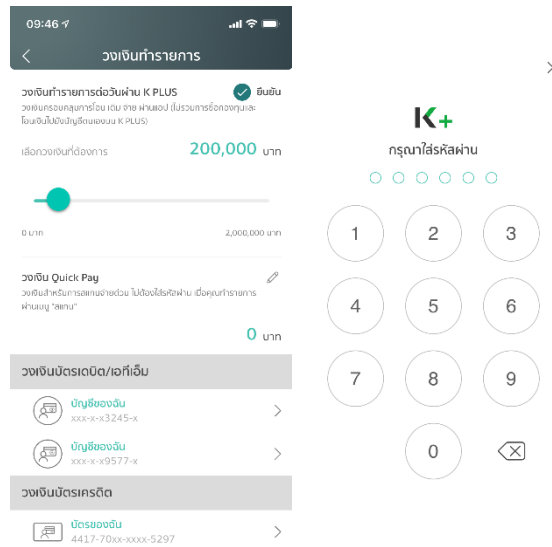 09:46
วงเงินทำรายการ
วงเงินทำรายการต่อวันผ่าน K PLUS
ยืนยัน
วงเงินครอบคลุมการโอน เติม จ่าย ผ่านแอป (ไม่รวมการซื้อกองทุนและ
โอนเงินไปยังบัญชีตนเองบน K PLUS)
เลือกวงเงินที่ต้องการ
200,000 บาท
0 บาท
2,000,000 บาท
วงเงิน Quick Pay
วงเงินสำหรับการสแกนจ่ายด่วน ไม่ต้องใส่รหัสผ่าน เมื่อคุณทำรายการ
ผ่านเมนู "สแกน"
0 บาท
วงเงินบัตรเดบิต/เอทีเอ็ม
บัญชีของฉัน
xxx-x-x3245-x
บัญชีของฉัน
xxx-x-x9577-x
วงเงินบัตรเครดิต
บัตรของฉัน
4417-70xx-xxxx-5297
K+
กรุณาใส่รหัสผ่าน
1 2 3
4 5 6
7 8 9
0